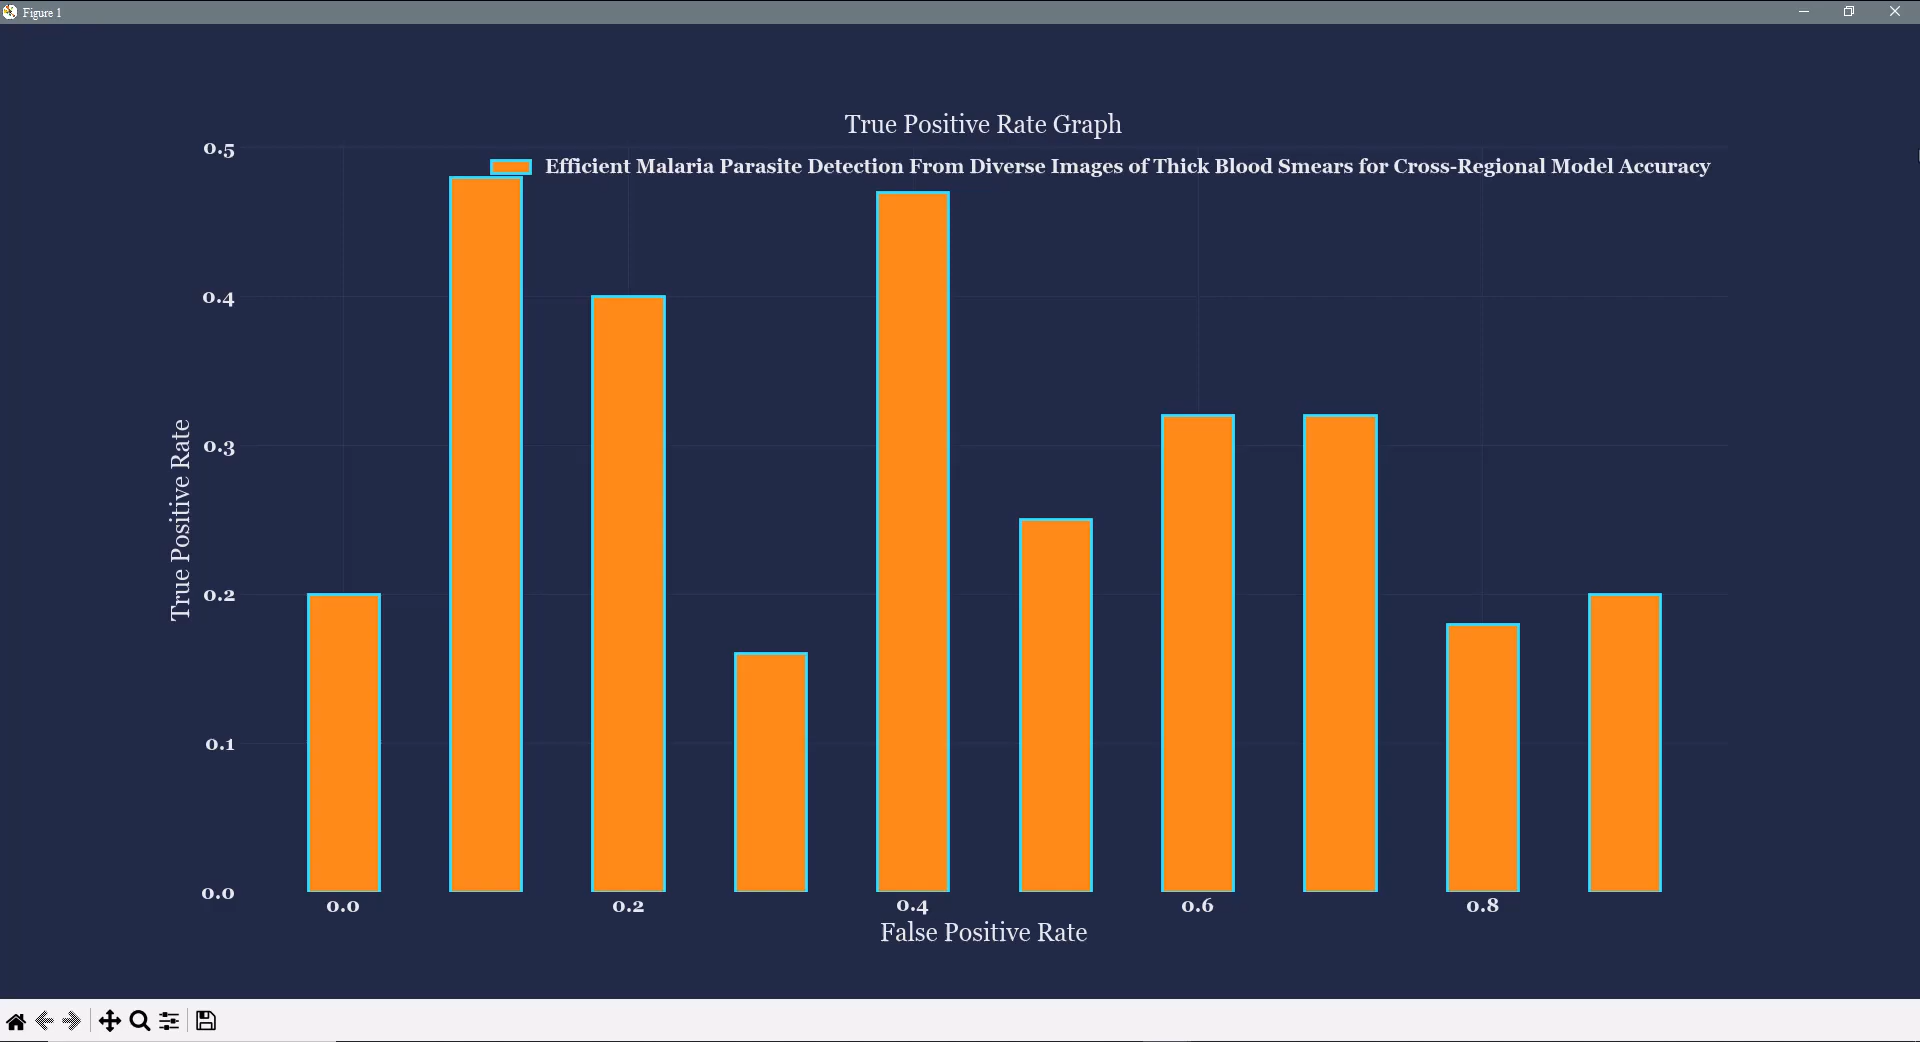 Figure 1
True Positive Rate Graph
Efficient Malaria Parasite Detection From Diverse Images of Thick Blood Smears for Cross-Regional Model Accuracy
True Positive Rate
0.5
0.4
0.3
0.2
0.1
0.0
0.0 0.2 0.4 0.6 0.8
False Positive Rate